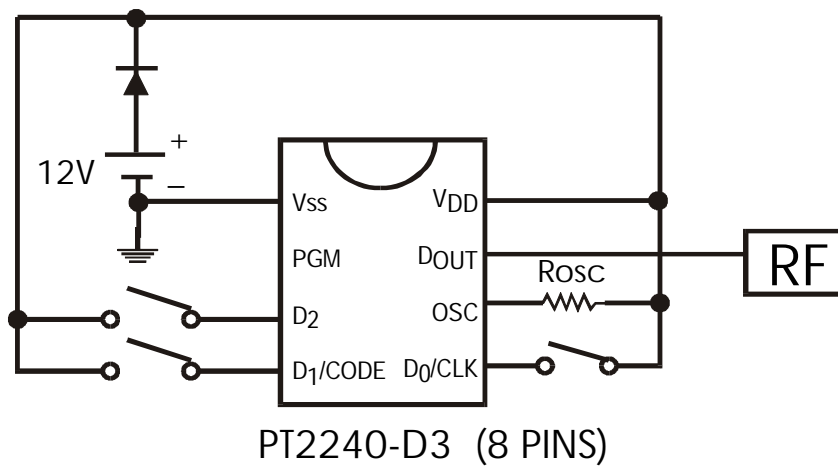 12V
+
−
Vss
VDD
PGM
DOUT
RF
ROSC
D2
OSC
D1/CODE
D0/CLK
PT2240-D3 (8 PINS)